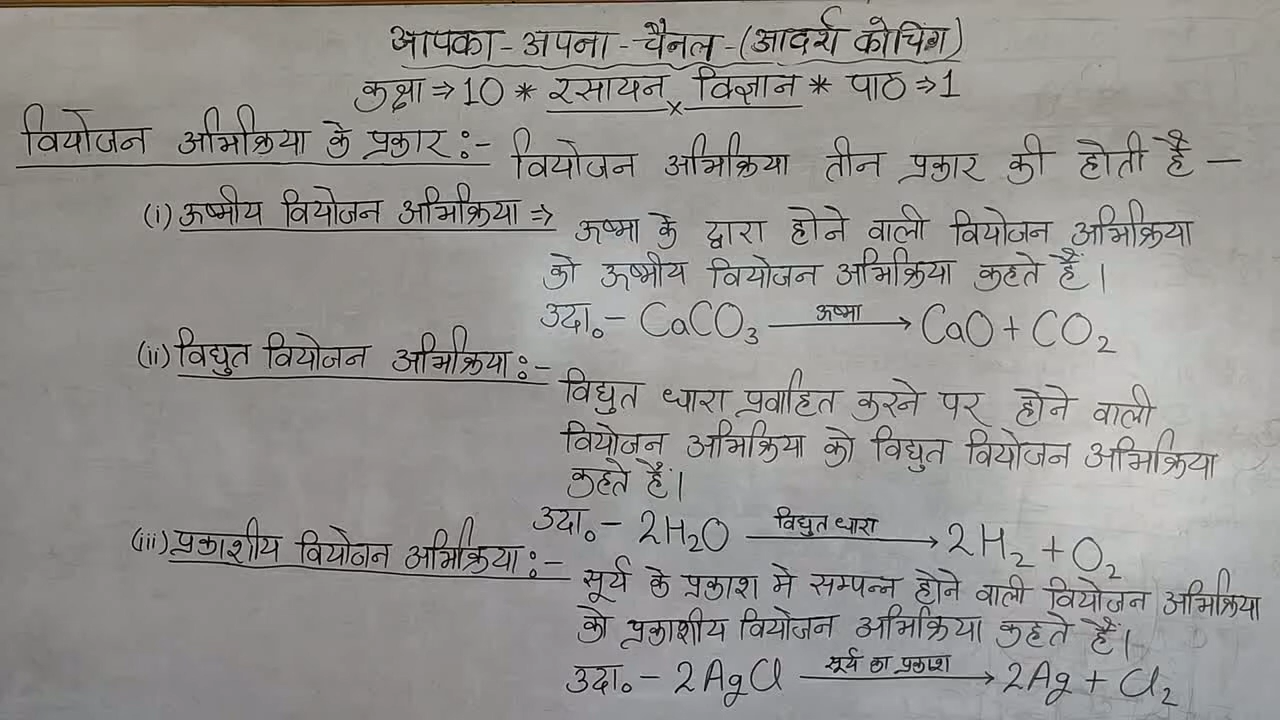 आपका-अपना-चैनल-(आदर्श कोचिंग)
कक्षा⇒10 * रसायन विज्ञान * पाठ⇒1
x
वियोजन अभिक्रिया के प्रकार :- वियोजन अभिक्रिया तीन प्रकार की होती है –
(i) ऊष्मीय वियोजन अभिक्रिया ⇒ ऊष्मा के द्वारा होने वाली वियोजन अभिक्रिया
को ऊष्मीय वियोजन अभिक्रिया कहते हैं।
उदा॰- CaCO₃ ऊष्मा → CaO + CO₂
(ii) विद्युत वियोजन अभिक्रिया :- विद्युत धारा प्रवाहित करने पर होने वाली
वियोजन अभिक्रिया को विद्युत वियोजन अभिक्रिया
कहते हैं।
उदा॰- 2H₂O विद्युत धारा → 2H₂ + O₂
(iii) प्रकाशीय वियोजन अभिक्रिया :- सूर्य के प्रकाश मे सम्पन्न होने वाली वियोजन अभिक्रिया
को प्रकाशीय वियोजन अभिक्रिया कहते हैं।
उदा॰- 2AgCl सूर्य का प्रकाश → 2Ag + Cl₂